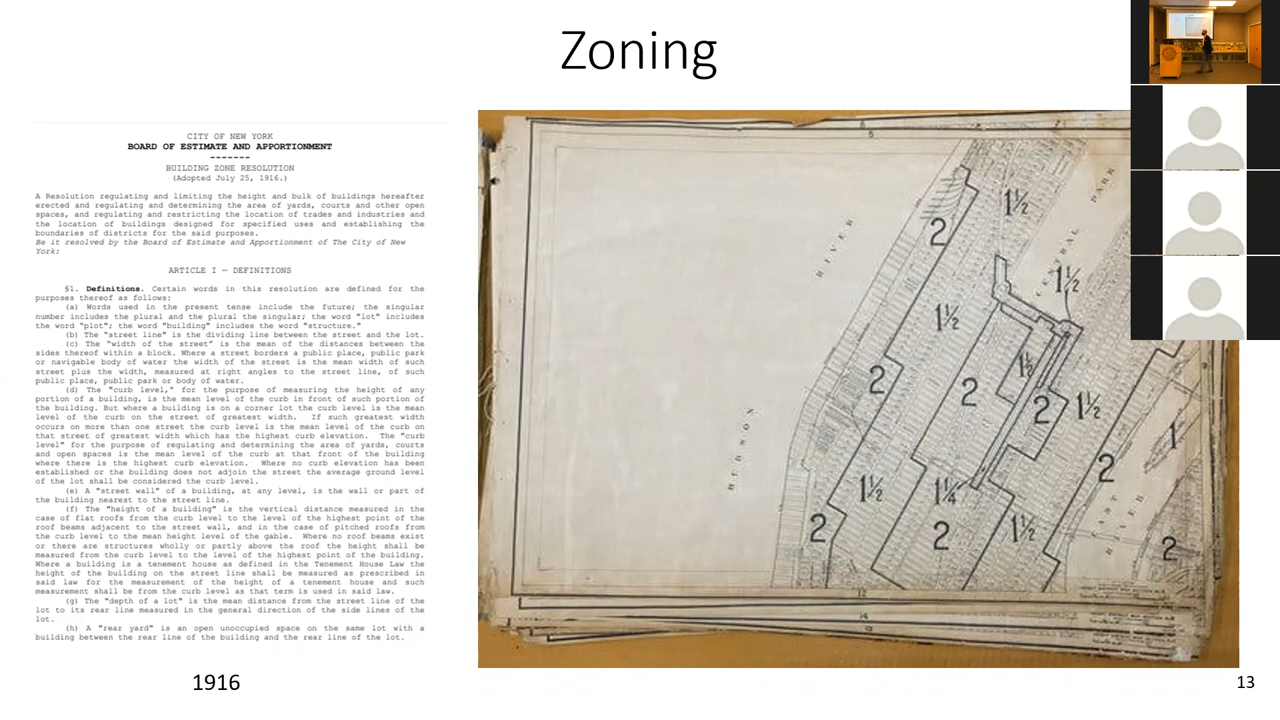 Zoning
CITY OF NEW YORK
BOARD OF ESTIMATE AND APPORTIONMENT
-------
BUILDING ZONE RESOLUTION
(Adopted July 25, 1916.)
A Resolution regulating and limiting the height and bulk of buildings hereafter
erected and regulating and determining the area of yards, courts and other open
spaces, and regulating and restricting the location of trades and industries and
the location of buildings designed for specified uses and establishing the
boundaries of districts for the said purposes.
Be it resolved by the Board of Estimate and Apportionment of The City of New
York:
ARTICLE I — DEFINITIONS
§1. Definitions. Certain words in this resolution are defined for the
purposes thereof as follows:
(a) Words used in the present tense include the future; the singular
number includes the plural and the plural the singular; the word "lot" includes
the word "plot"; the word "building" includes the word "structure."
(b) The "street line" is the dividing line between the street and the lot.
(c) The "width of the street" is the mean of the distances between the
sides thereof within a block. Where a street borders a public place, public park
or navigable body of water the width of the street is the mean width of such
street plus the width, measured at right angles to the street line, of such
public place, public park or body of water.
(d) The "curb level," for the purpose of measuring the height of any
portion of a building, is the mean level of the curb in front of such portion of
the building. But where a building is on a corner lot the curb level is the mean
level of the curb on the street of greatest width. If such greatest width
occurs on more than one street the curb level is the mean level of the curb on
that street of greatest width which has the highest curb elevation. The "curb
level" for the purpose of regulating and determining the area of yards, courts
and open spaces is the mean level of the curb at that front of the building
where there is the highest curb elevation. Where no curb elevation has been
established or the building does not adjoin the street the average ground level
of the lot shall be considered the curb level.
(e) A "street wall" of a building, at any level, is the wall or part of
the building nearest to the street line.
(f) The "height of a building" is the vertical distance measured in the
case of flat roofs from the curb level to the level of the highest point of the
roof beams adjacent to the street wall, and in the case of pitched roofs from
the curb level to the mean height level of the gable. Where no roof beams exist
or there are structures wholly or partly above the roof the height shall be
measured from the curb level to the level of the highest point of the building.
Where a building is a tenement house as defined in the Tenement House Law the
height of the building on the street line shall be measured as prescribed in
said law for the measurement of the height of a tenement house and such
measurement shall be from the curb level as that term is used in said law.
(g) The "depth of a lot" is the mean distance from the street line of the
lot to its rear line measured in the general direction of the side lines of the
lot.
(h) A "rear yard" is an open unoccupied space on the same lot with a
building between the rear line of the building and the rear line of the lot.
1916
5
1½
PARK
2
RIVER
CENTRAL
1½
1½
1½
2
2
2
1½
1
HUDSON
2
1½
1¼
2
2
1½
EAST
2
13